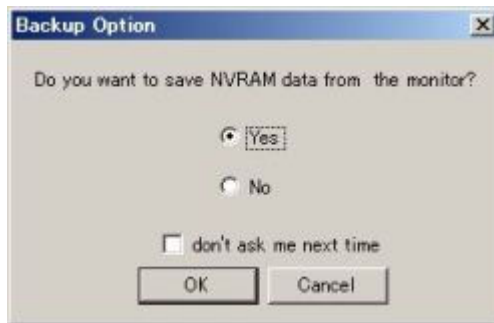 Backup Option
Do you want to save NVRAM data from the monitor?
Yes
No
don't ask me next time
OK Cancel